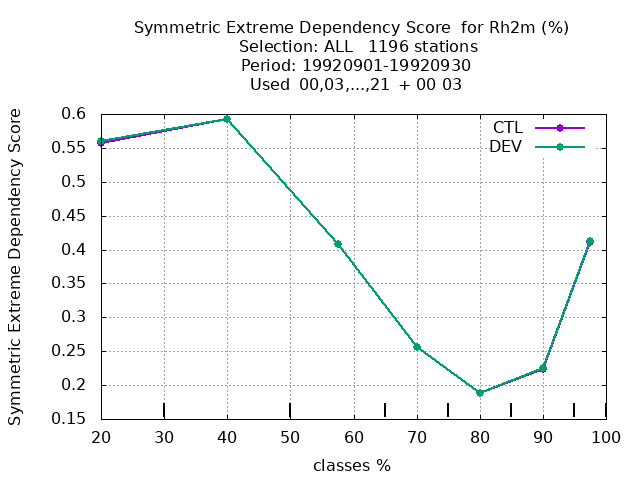 Symmetric Extreme Dependency Score  for Rh2m (%)
Selection: ALL   1196 stations
Period: 19920901-19920930
Used  00,03,...,21  + 00 03
Symmetric Extreme Dependency Score
0.6
0.55
0.5
0.45
0.4
0.35
0.3
0.25
0.2
0.15
CTL
DEV
20 30 40 50 60 70 80 90 100
classes %